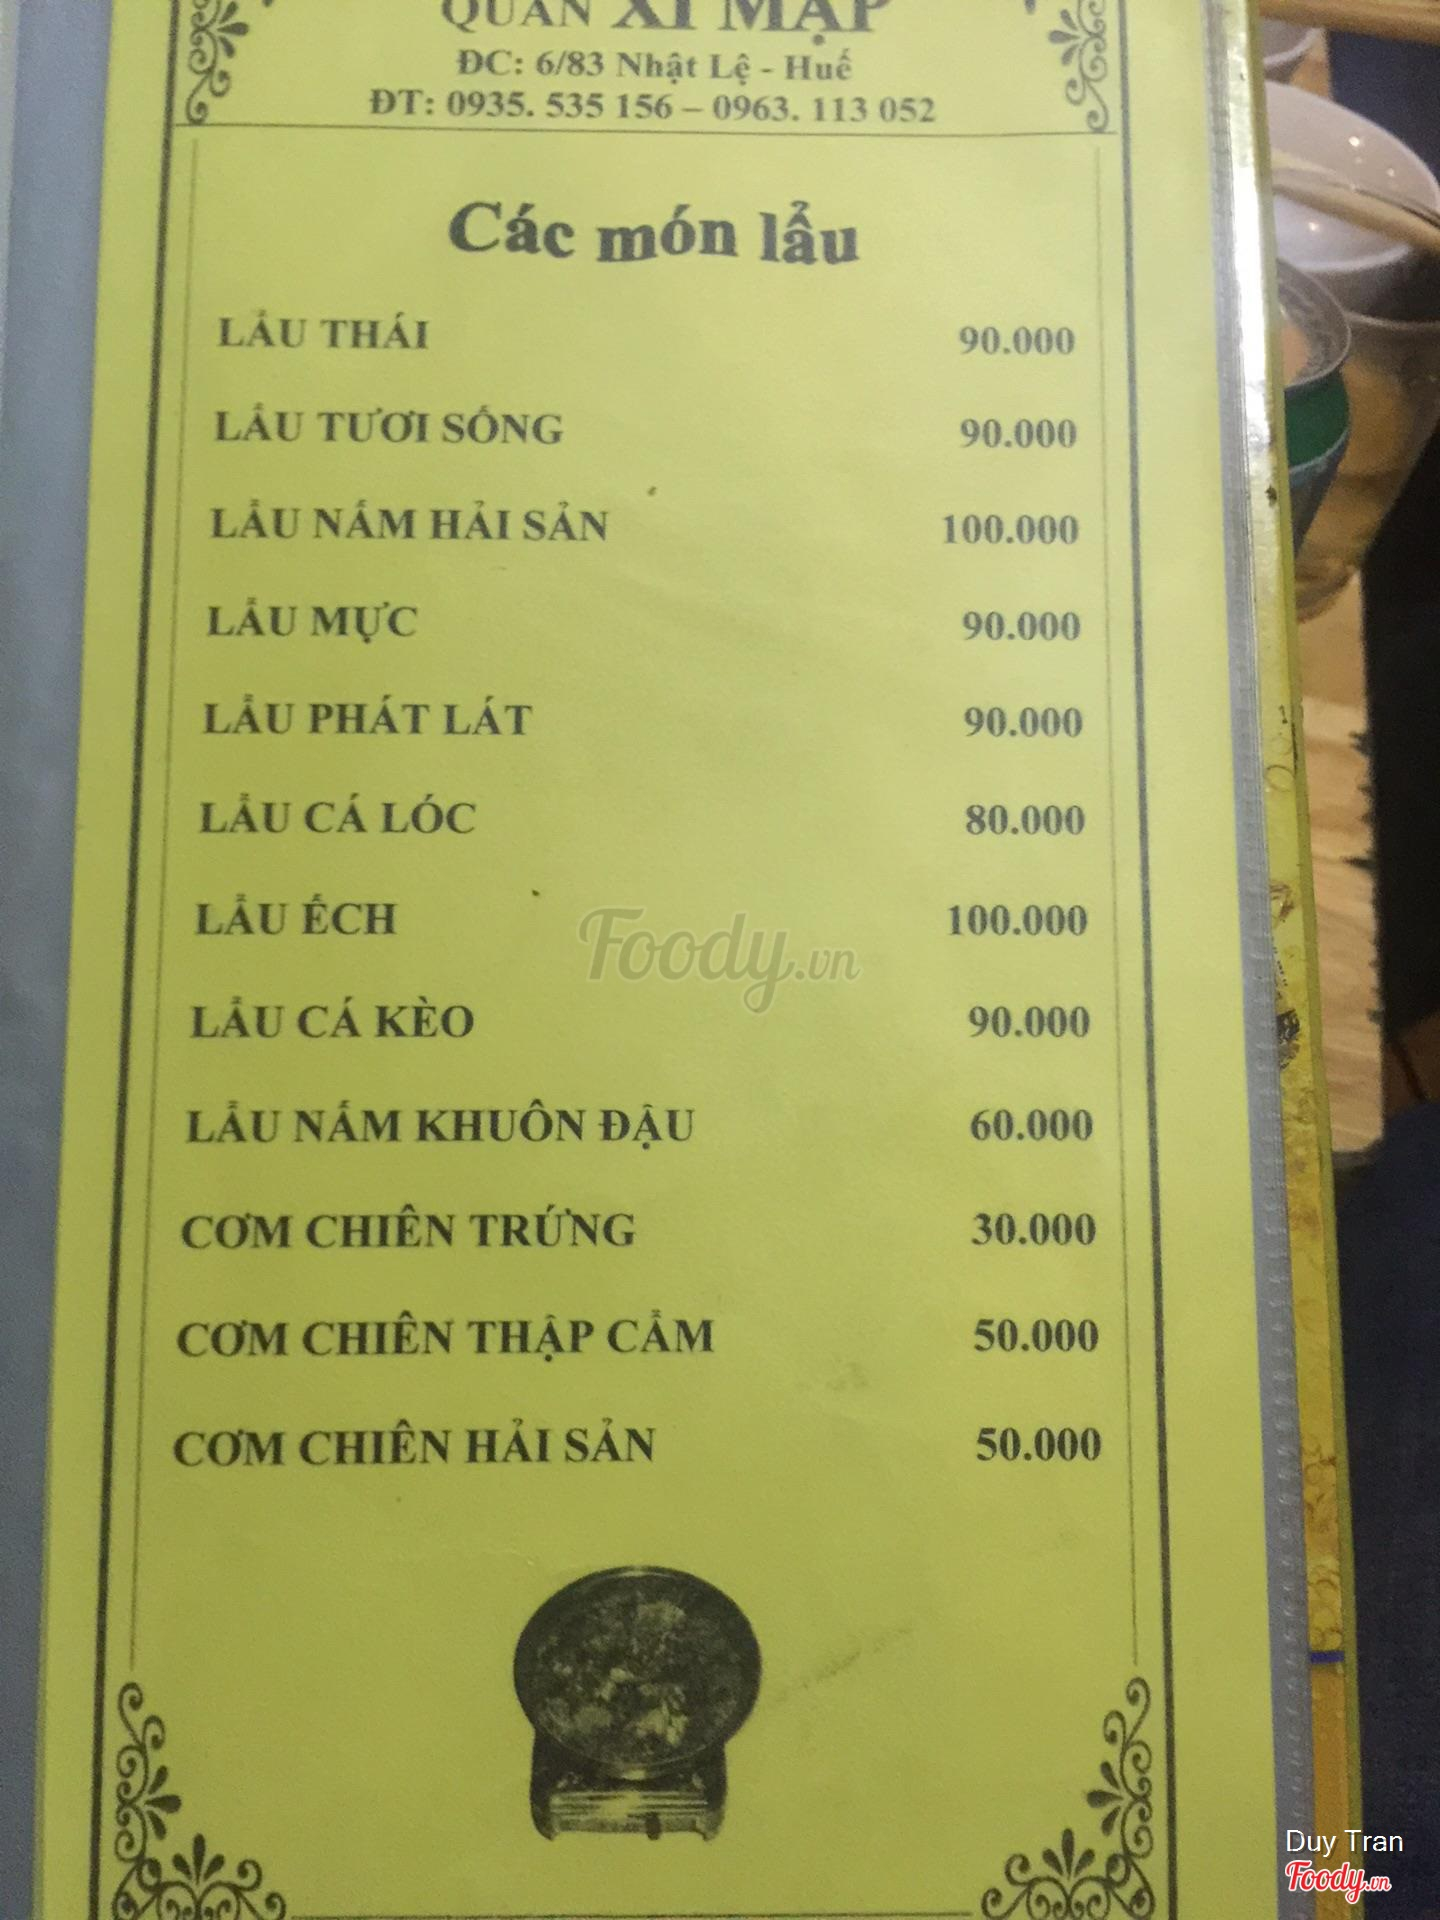 QUÁN XÍ MẬP
ĐC: 6/83 Nhật Lệ - Huế
ĐT: 0935. 535 156 – 0963. 113 052
Các món lẩu
LẨU THÁI 90.000
LẨU TƯƠI SỐNG 90.000
LẨU NẤM HẢI SẢN 100.000
LẨU MỰC 90.000
LẨU PHÁT LÁT 90.000
LẨU CÁ LÓC 80.000
LẨU ẾCH 100.000
Foody.vn
LẨU CÁ KÈO 90.000
LẨU NẤM KHUÔN ĐẬU 60.000
CƠM CHIÊN TRỨNG 30.000
CƠM CHIÊN THẬP CẨM 50.000
CƠM CHIÊN HẢI SẢN 50.000
Duy Tran
Foody.vn